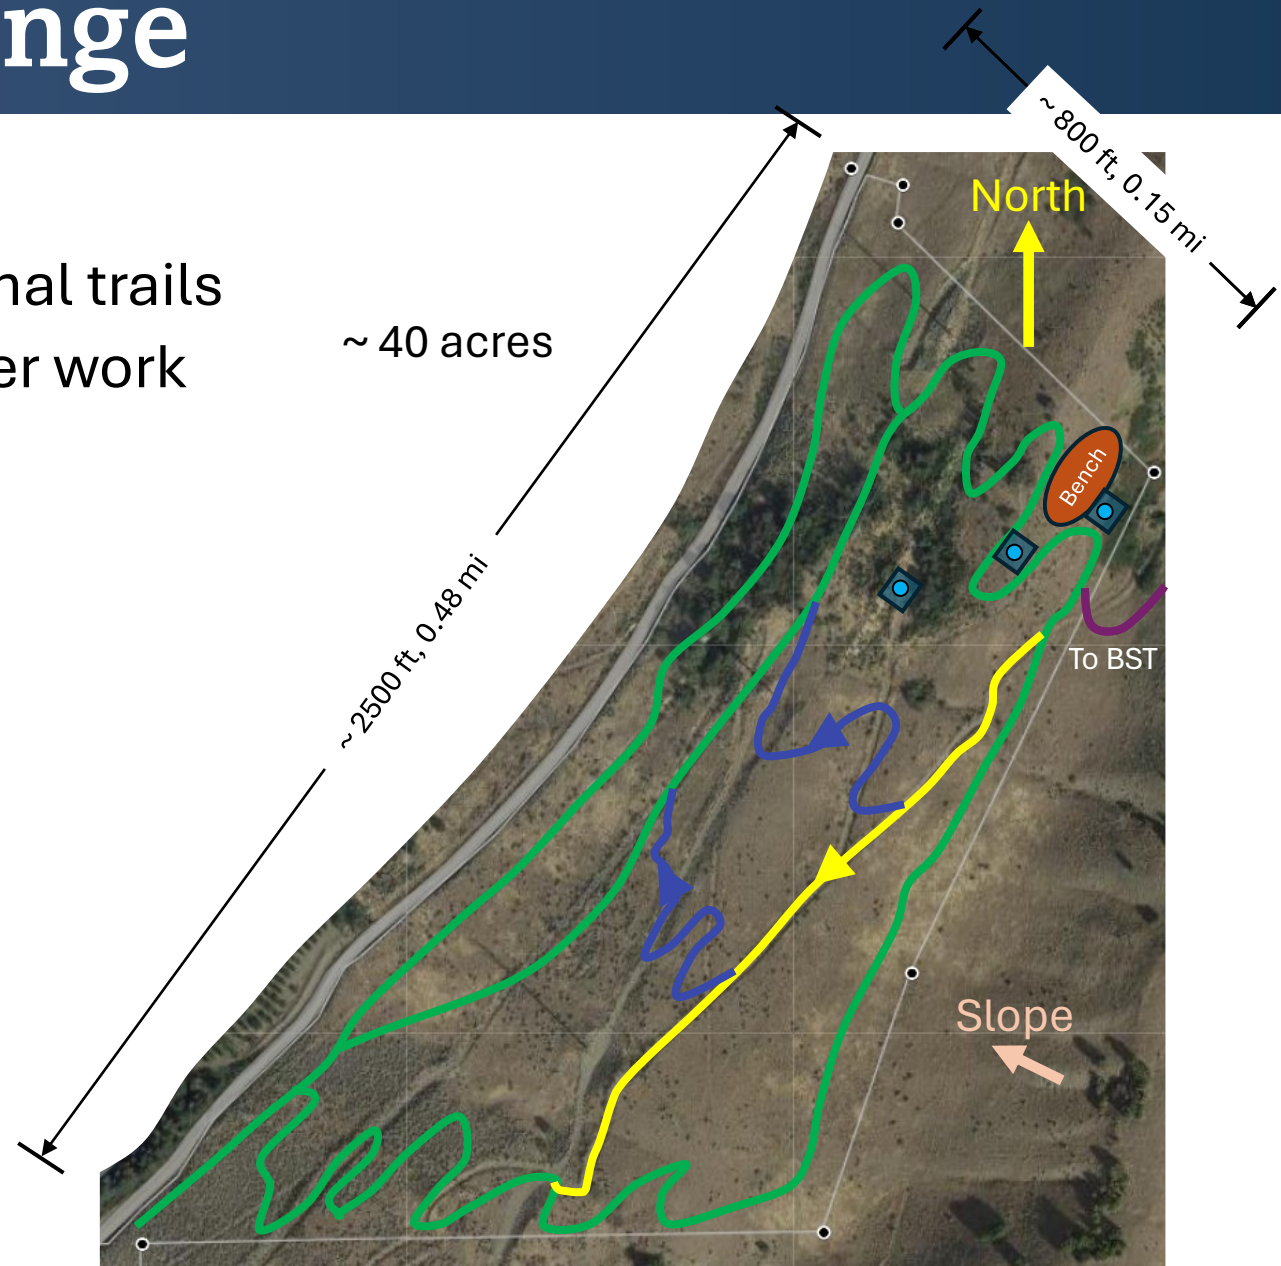 nge
nal trails
er work
~ 40 acres
~ 2500 ft, 0.48 mi
~ 800 ft, 0.15 mi
North
Bench
To BST
Slope